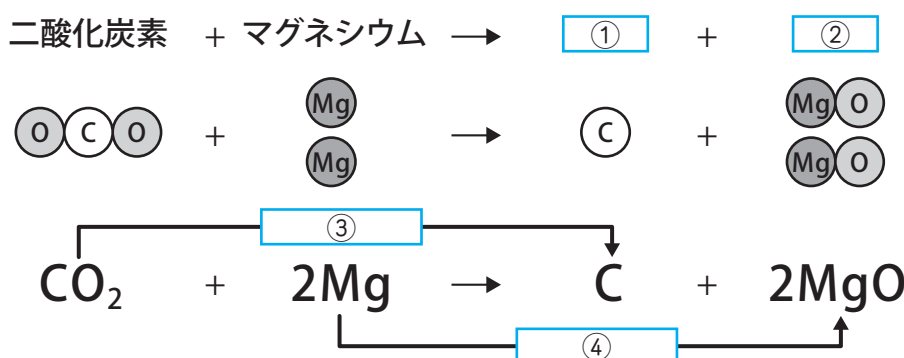 二酸化炭素 + マグネシウム → ① + ②
O C O + Mg Mg → C + Mg O Mg O
③
CO₂ + 2Mg → C + 2MgO
④